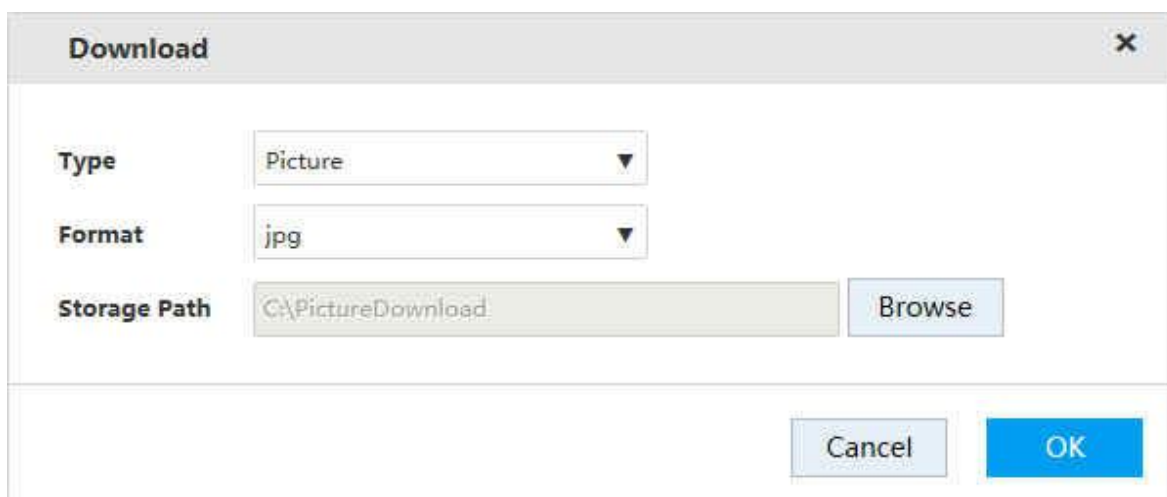 Download
Type Picture
Format jpg
Storage Path C:\PictureDownload Browse
Cancel OK